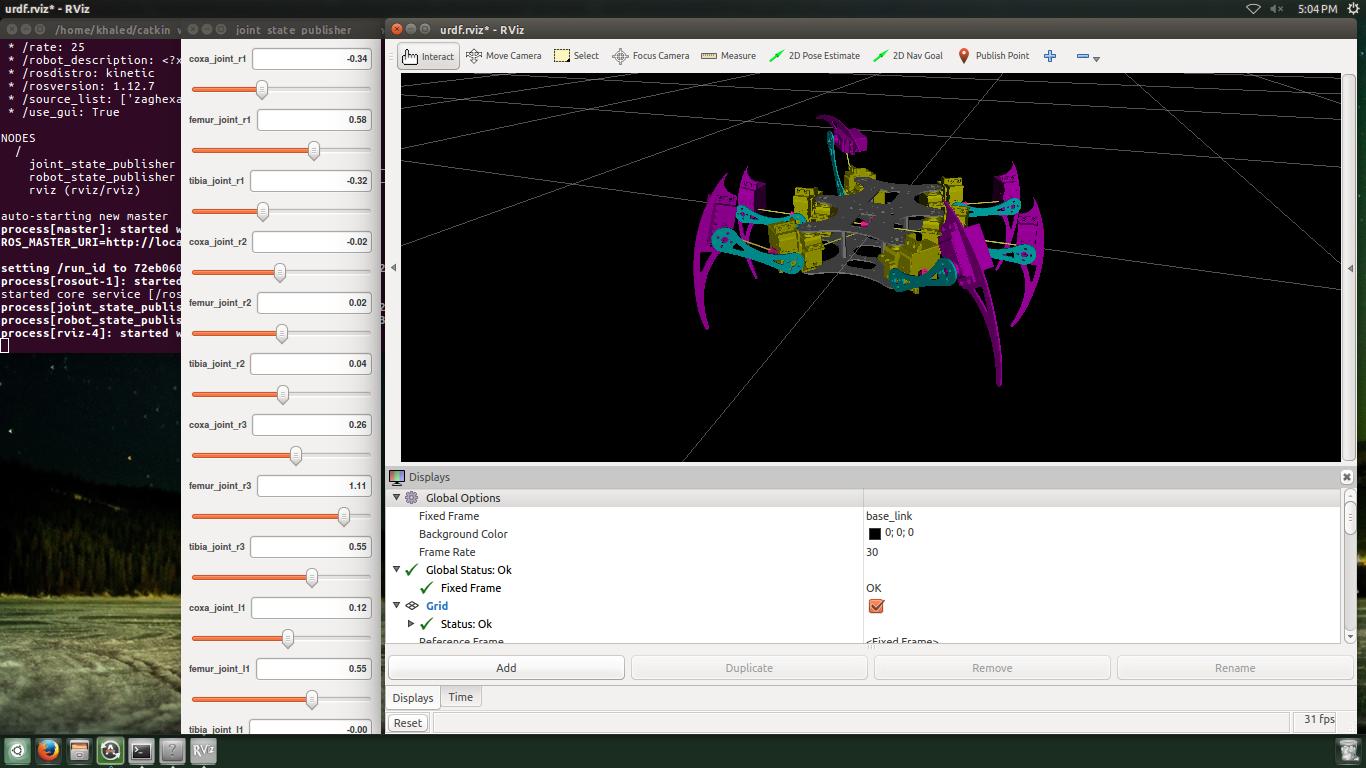 urdf.rviz* - RViz
5:04 PM
/home/khaled/catkin_w
* /rate: 25
* /robot_description: <?x
* /rosdistro: kinetic
* /rosversion: 1.12.7
* /source_list: ['zaghexa
* /use_gui: True
NODES
/
joint_state_publisher
robot_state_publisher
rviz (rviz/rviz)
auto-starting new master
process[master]: started w
ROS_MASTER_URI=http://loca
setting /run_id to 72eb060
process[rosout-1]: started
started core service [/ros
process[joint_state_publis
process[robot_state_publis
process[rviz-4]: started w
joint_state_publisher
coxa_joint_r1 -0.34
femur_joint_r1 0.58
tibia_joint_r1 -0.32
coxa_joint_r2 -0.02
femur_joint_r2 0.02
tibia_joint_r2 0.04
coxa_joint_r3 0.26
femur_joint_r3 1.11
tibia_joint_r3 0.55
coxa_joint_l1 0.12
femur_joint_l1 0.55
tibia_joint_l1 -0.00
urdf.rviz* - RViz
Interact Move Camera Select Focus Camera Measure 2D Pose Estimate 2D Nav Goal Publish Point
Displays
Global Options
Fixed Frame base_link
Background Color 0; 0; 0
Frame Rate 30
Global Status: Ok
Fixed Frame OK
Grid
Status: Ok
Reference Frame <Fixed Frame>
Add Duplicate Remove Rename
Displays Time
Reset 31 fps
RViz